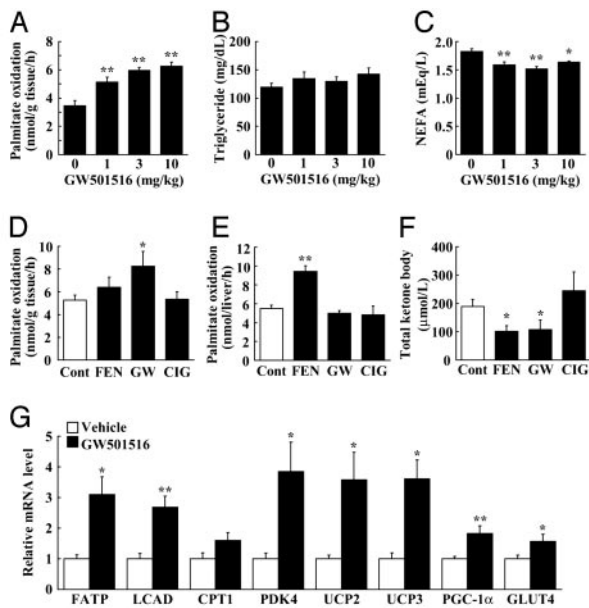 A
Palmitate oxidation
(nmol/g tissue/h)
8
6
4
2
0
**
**
**
0 1 3 10
GW501516 (mg/kg)
B
Triglyceride (mg/dL)
200
150
100
50
0
0 1 3 10
GW501516 (mg/kg)
C
NEFA (mEq/L)
2.0
1.5
1.0
0.5
0
**
**
*
0 1 3 10
GW501516 (mg/kg)
D
Palmitate oxidation
(nmol/g tissue/h)
12
10
8
6
4
2
0
*
Cont FEN GW CIG
E
Palmitate oxidation
(nmol/liver/h)
12
10
8
6
4
2
0
**
Cont FEN GW CIG
F
Total ketone body
(μmol/L)
400
300
200
100
0
*
*
Cont FEN GW CIG
G
Vehicle
GW501516
Relative mRNA level
5
4
3
2
1
0
*
**
*
*
*
**
*
FATP LCAD CPT1 PDK4 UCP2 UCP3 PGC-1α GLUT4